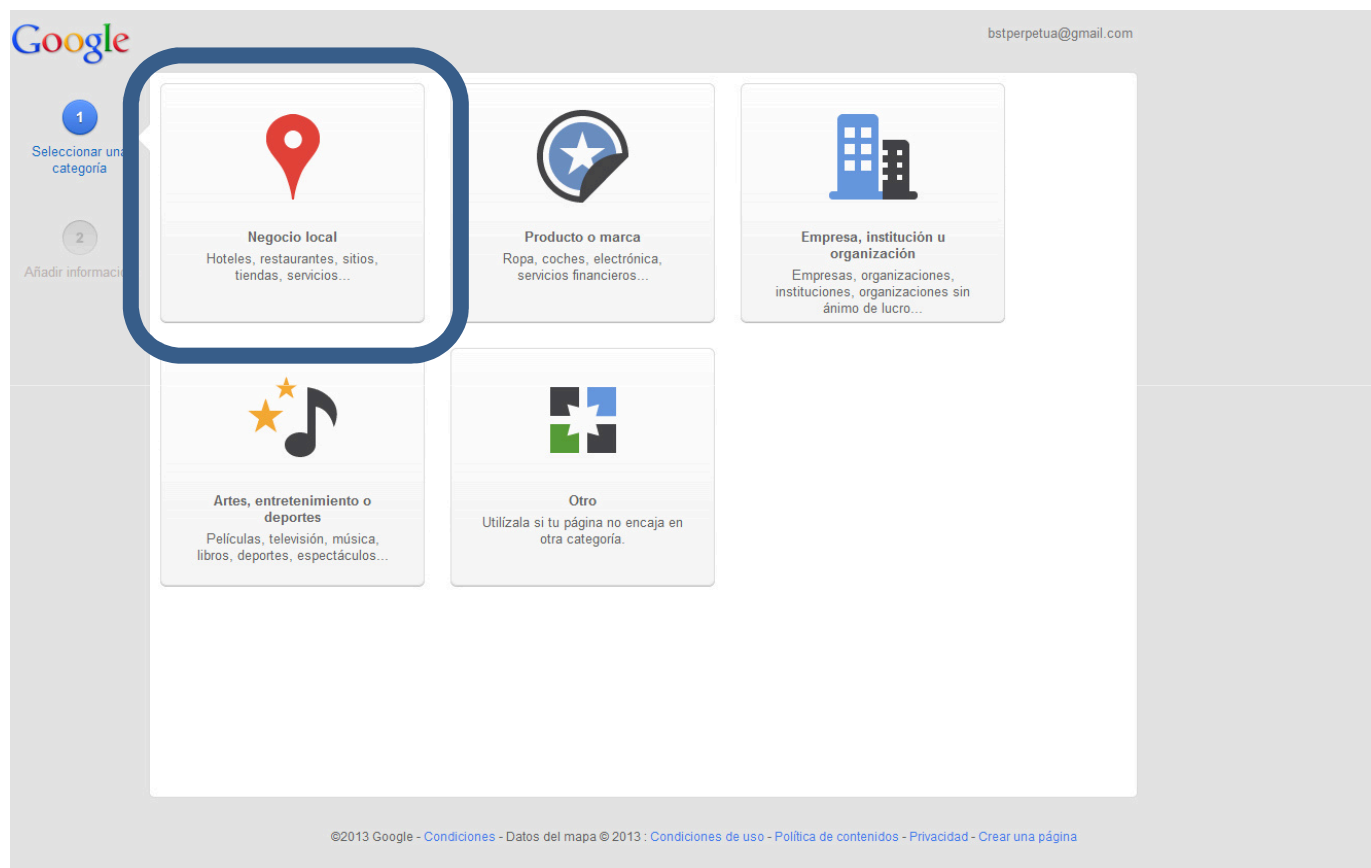 Google
bstperpetua@gmail.com
1
Seleccionar una
categoría
2
Añadir informaci
Negocio local
Hoteles, restaurantes, sitios,
tiendas, servicios...
Producto o marca
Ropa, coches, electrónica,
servicios financieros...
Empresa, institución u
organización
Empresas, organizaciones,
instituciones, organizaciones sin
ánimo de lucro...
Artes, entretenimiento o
deportes
Películas, televisión, música,
libros, deportes, espectáculos...
Otro
Utilízala si tu página no encaja en
otra categoría.
©2013 Google - Condiciones - Datos del mapa © 2013 : Condiciones de uso - Política de contenidos - Privacidad - Crear una página